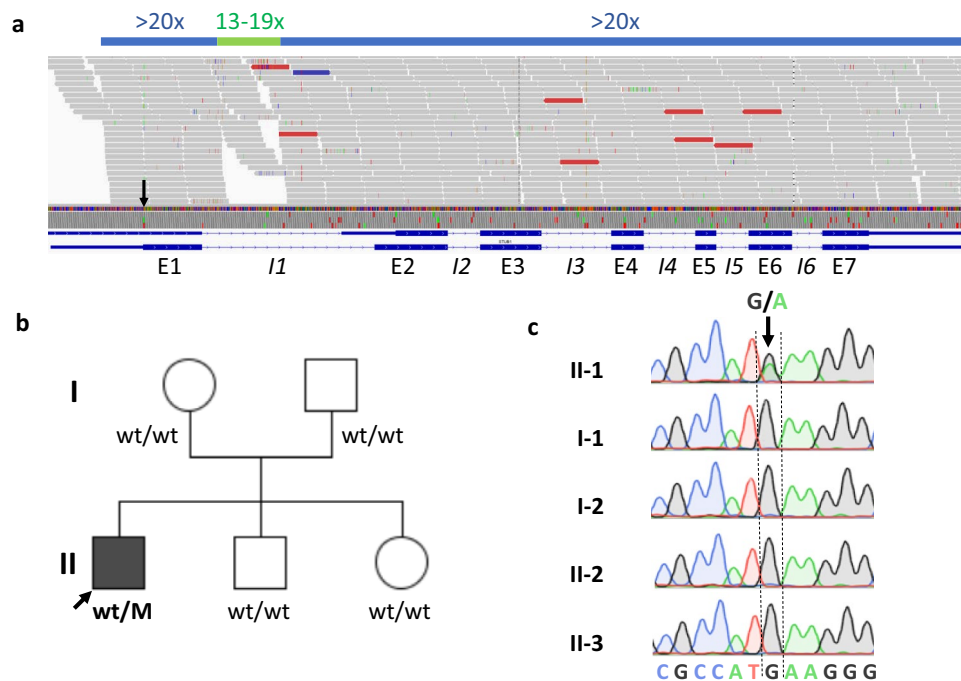 a
>20x 13-19x >20x
STUB1
E1 I1 E2 I2 E3 I3 E4 I4 E5 I5 E6 I6 E7
b
I
wt/wt wt/wt
II
wt/M wt/wt wt/wt
c
G/A
II-1
I-1
I-2
II-2
II-3
C G C C A T G A A G G G